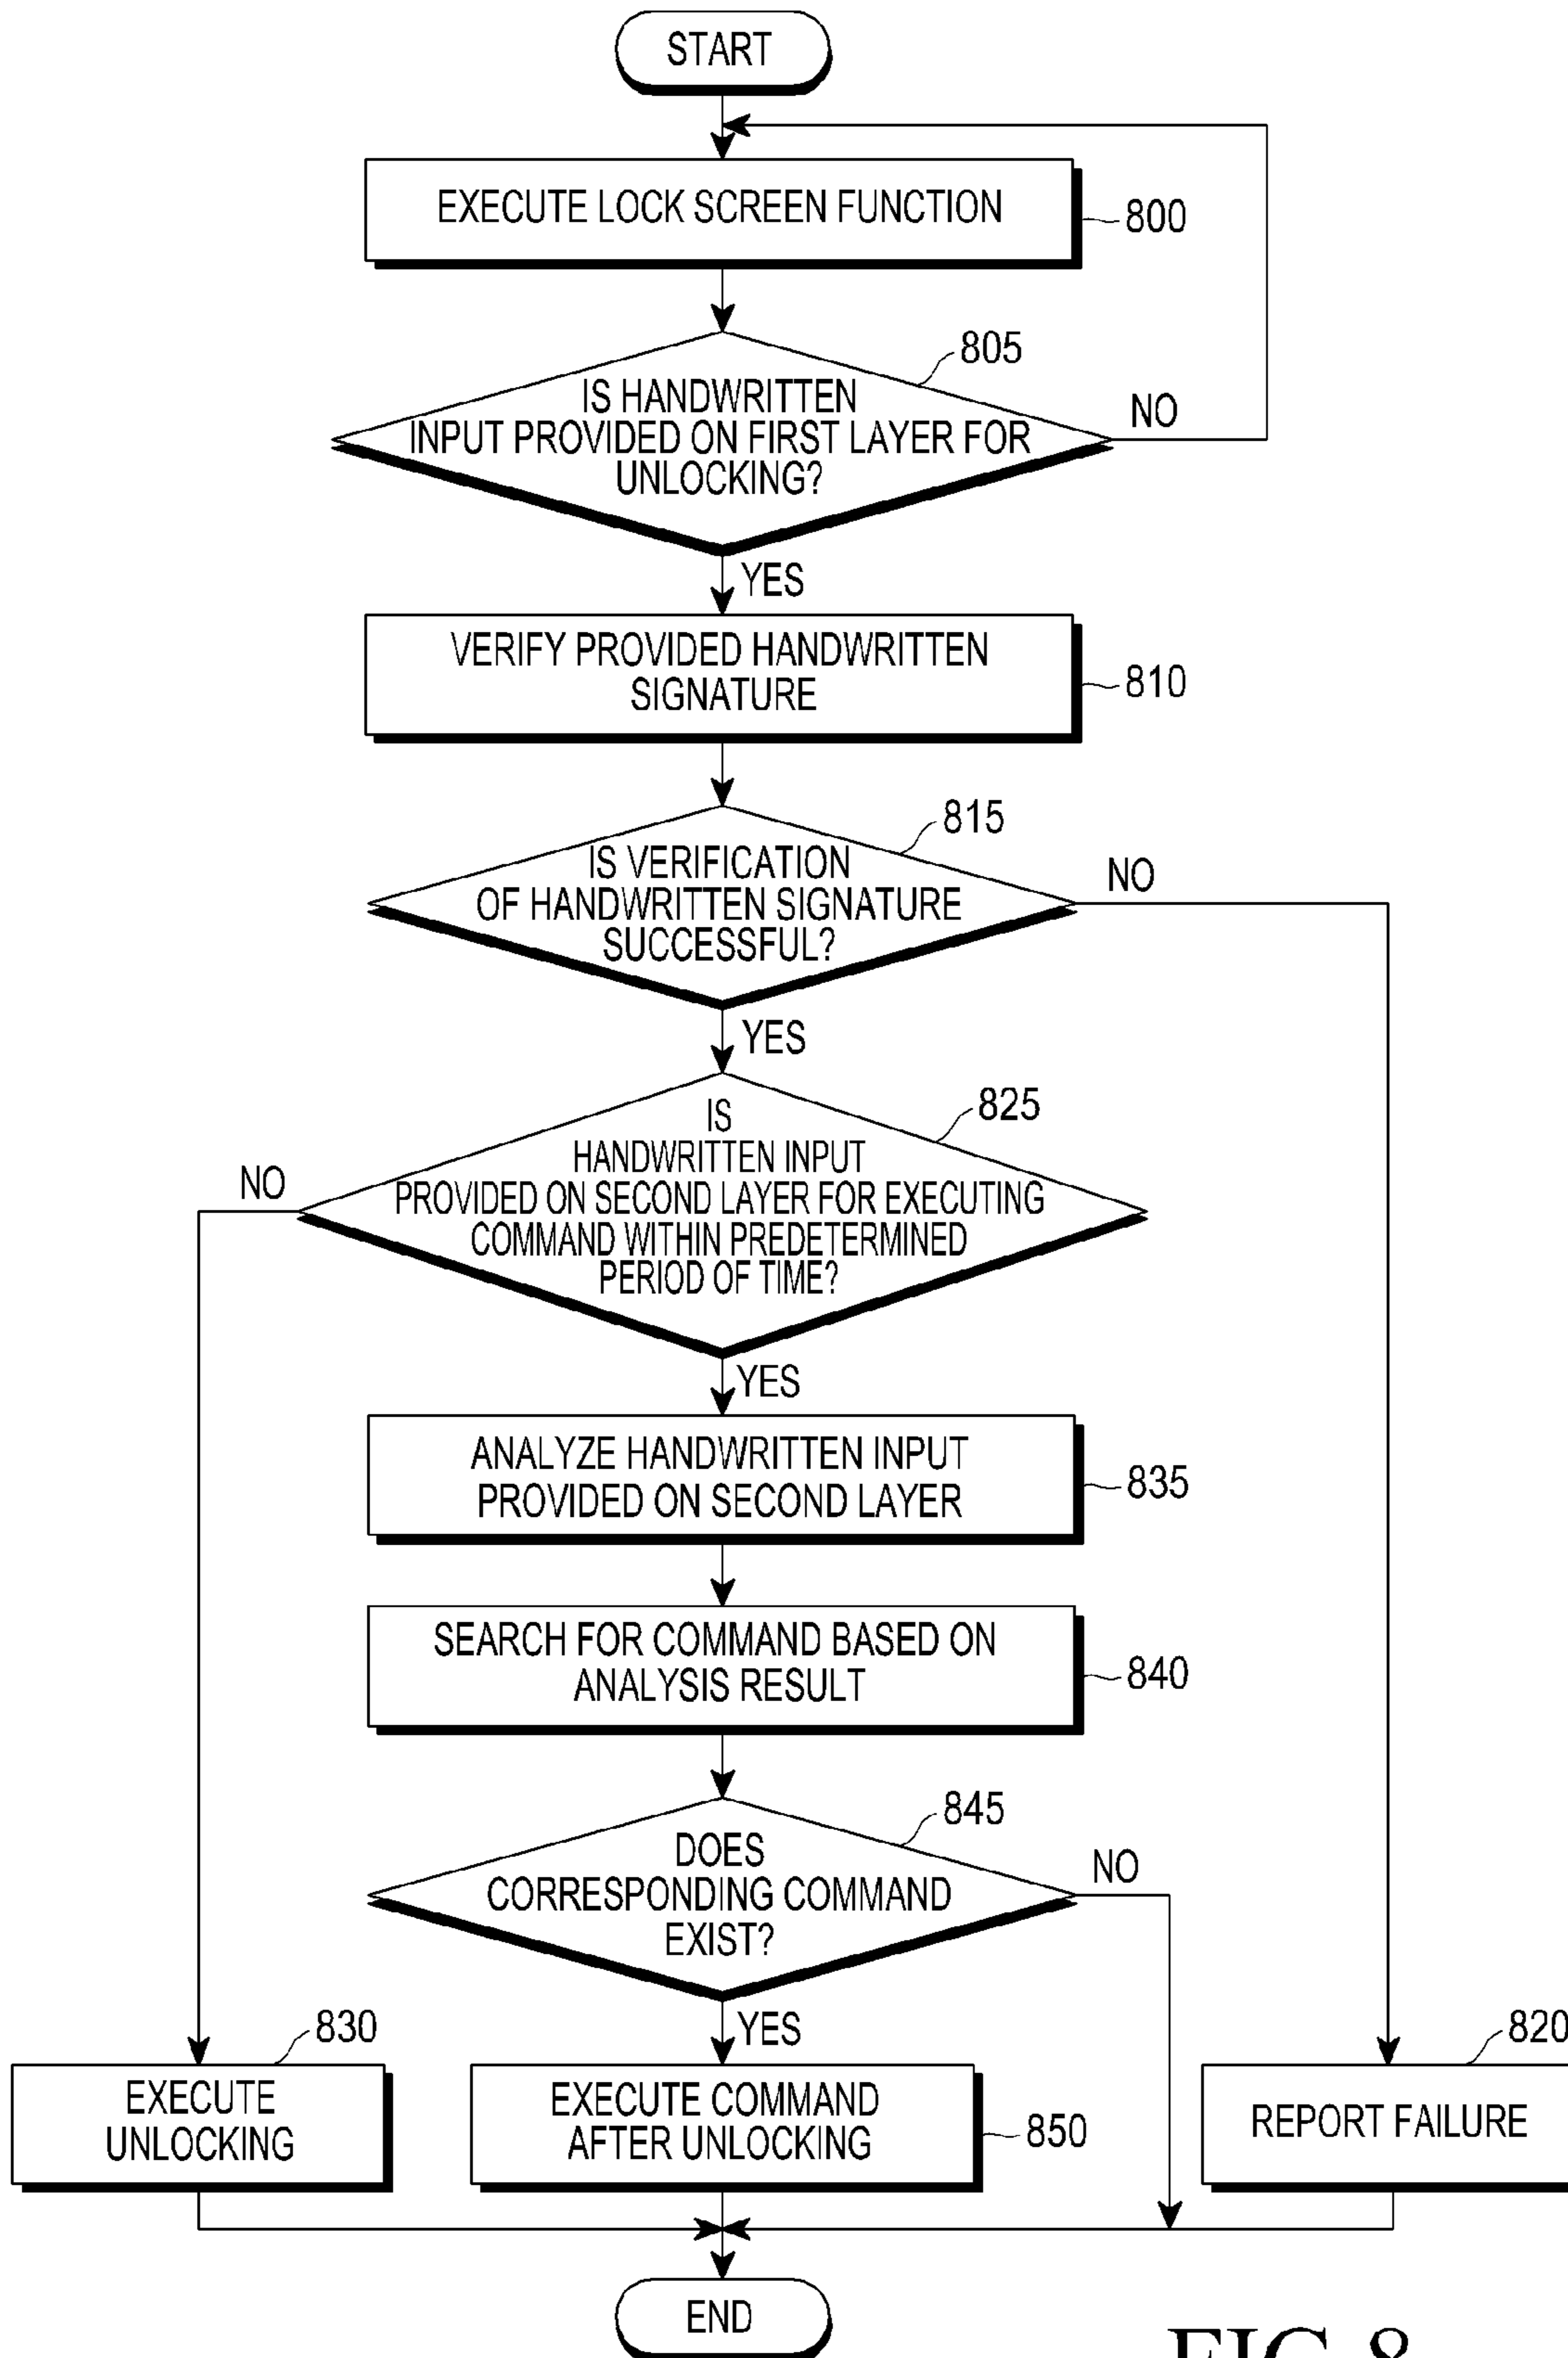 START
EXECUTE LOCK SCREEN FUNCTION
800
805
IS HANDWRITTEN
INPUT PROVIDED ON FIRST LAYER FOR
UNLOCKING?
NO
YES
VERIFY PROVIDED HANDWRITTEN
SIGNATURE
810
815
IS VERIFICATION
OF HANDWRITTEN SIGNATURE
SUCCESSFUL?
NO
YES
825
IS
HANDWRITTEN INPUT
PROVIDED ON SECOND LAYER FOR EXECUTING
COMMAND WITHIN PREDETERMINED
PERIOD OF TIME?
NO
YES
ANALYZE HANDWRITTEN INPUT
PROVIDED ON SECOND LAYER
835
SEARCH FOR COMMAND BASED ON
ANALYSIS RESULT
840
845
DOES
CORRESPONDING COMMAND
EXIST?
NO
YES
830
EXECUTE
UNLOCKING
EXECUTE COMMAND
AFTER UNLOCKING
850
820
REPORT FAILURE
END
FIG. 8